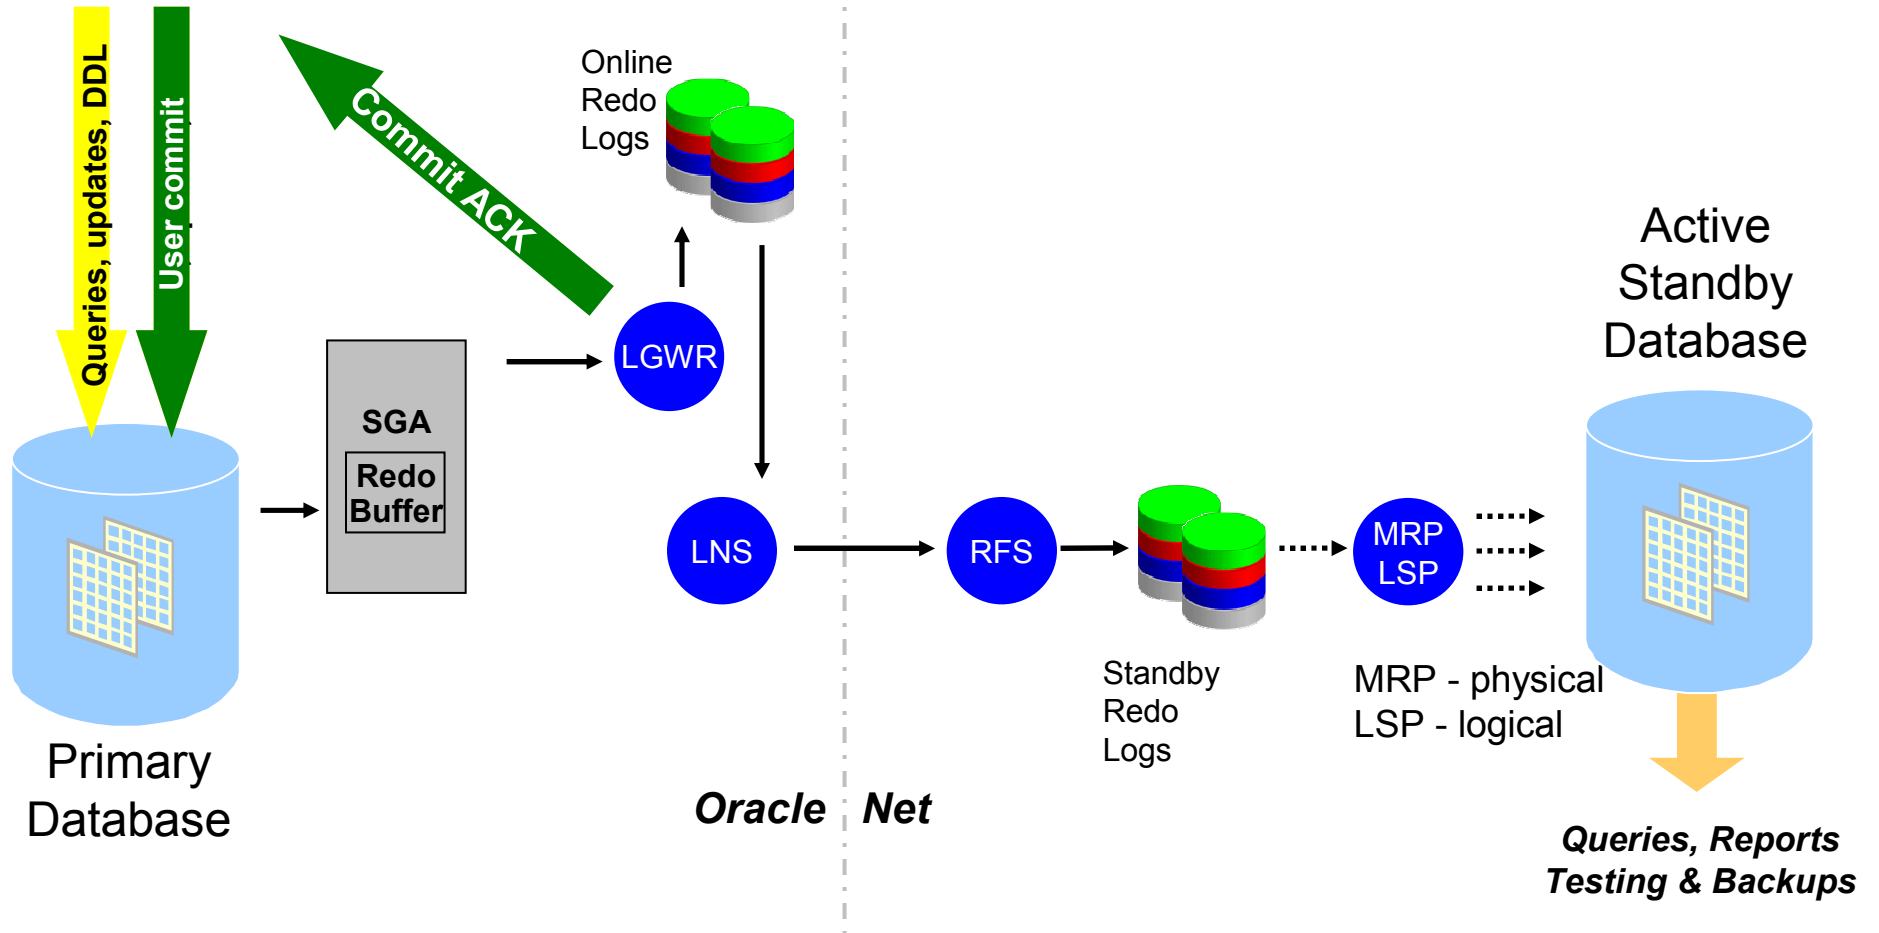 Queries, updates, DDL
User commit
Commit ACK
Online
Redo
Logs
LGWR
SGA
Redo
Buffer
LNS
RFS
MRP
LSP
Standby
Redo
Logs
MRP - physical
LSP - logical
Active
Standby
Database
Primary
Database
Oracle Net
Queries, Reports
Testing & Backups